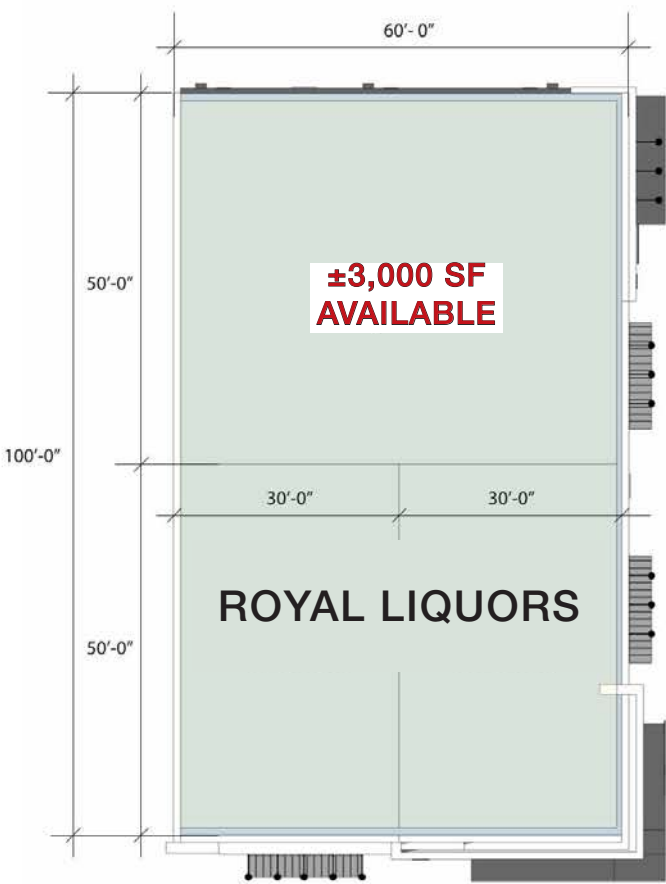 60'- 0"
50'-0"
±3,000 SF
AVAILABLE
100'-0"
30'-0"
30'-0"
ROYAL LIQUORS
50'-0"